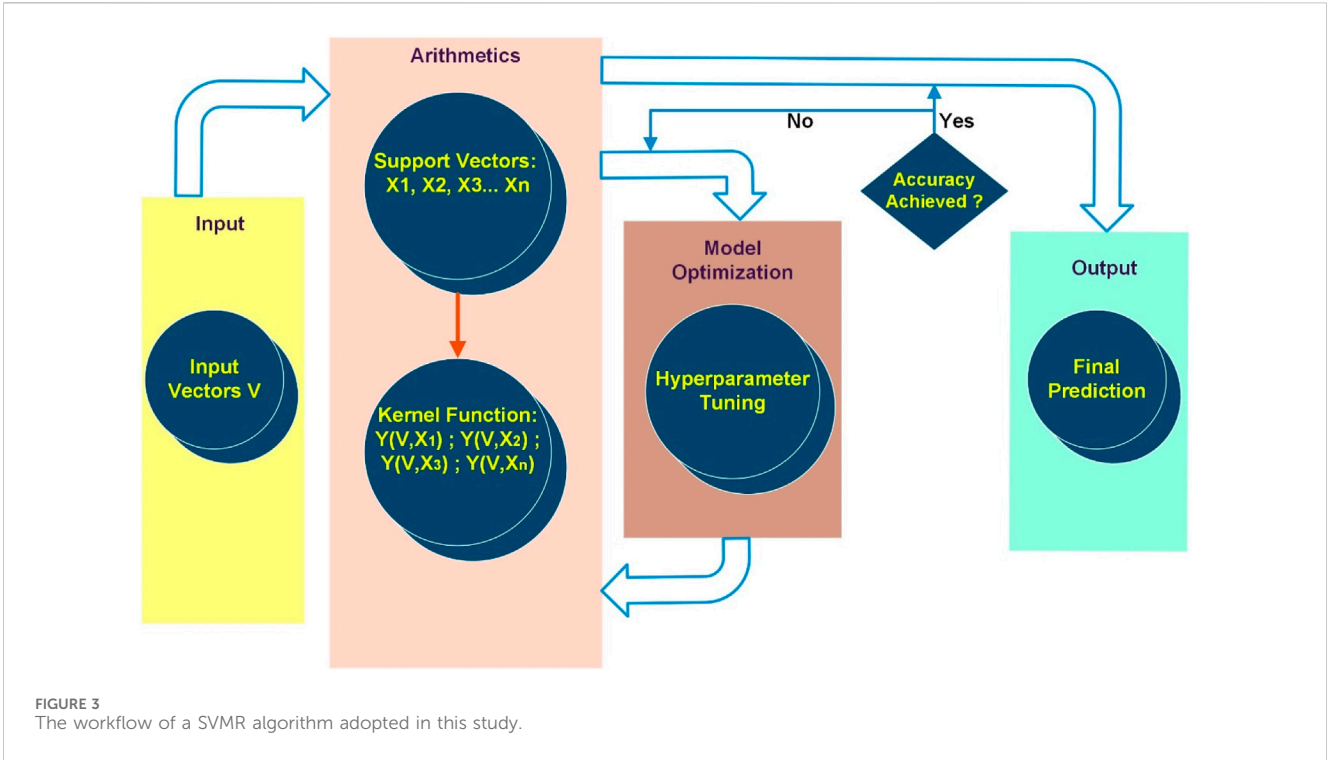 Input
Input
Vectors V
Arithmetics
Support Vectors:
X1, X2, X3... Xn
Kernel Function:
Y(V,X1) ; Y(V,X2) ;
Y(V,X3) ; Y(V,Xn)
No
Yes
Accuracy
Achieved ?
Model
Optimization
Hyperparameter
Tuning
Output
Final
Prediction
FIGURE 3
The workflow of a SVMR algorithm adopted in this study.